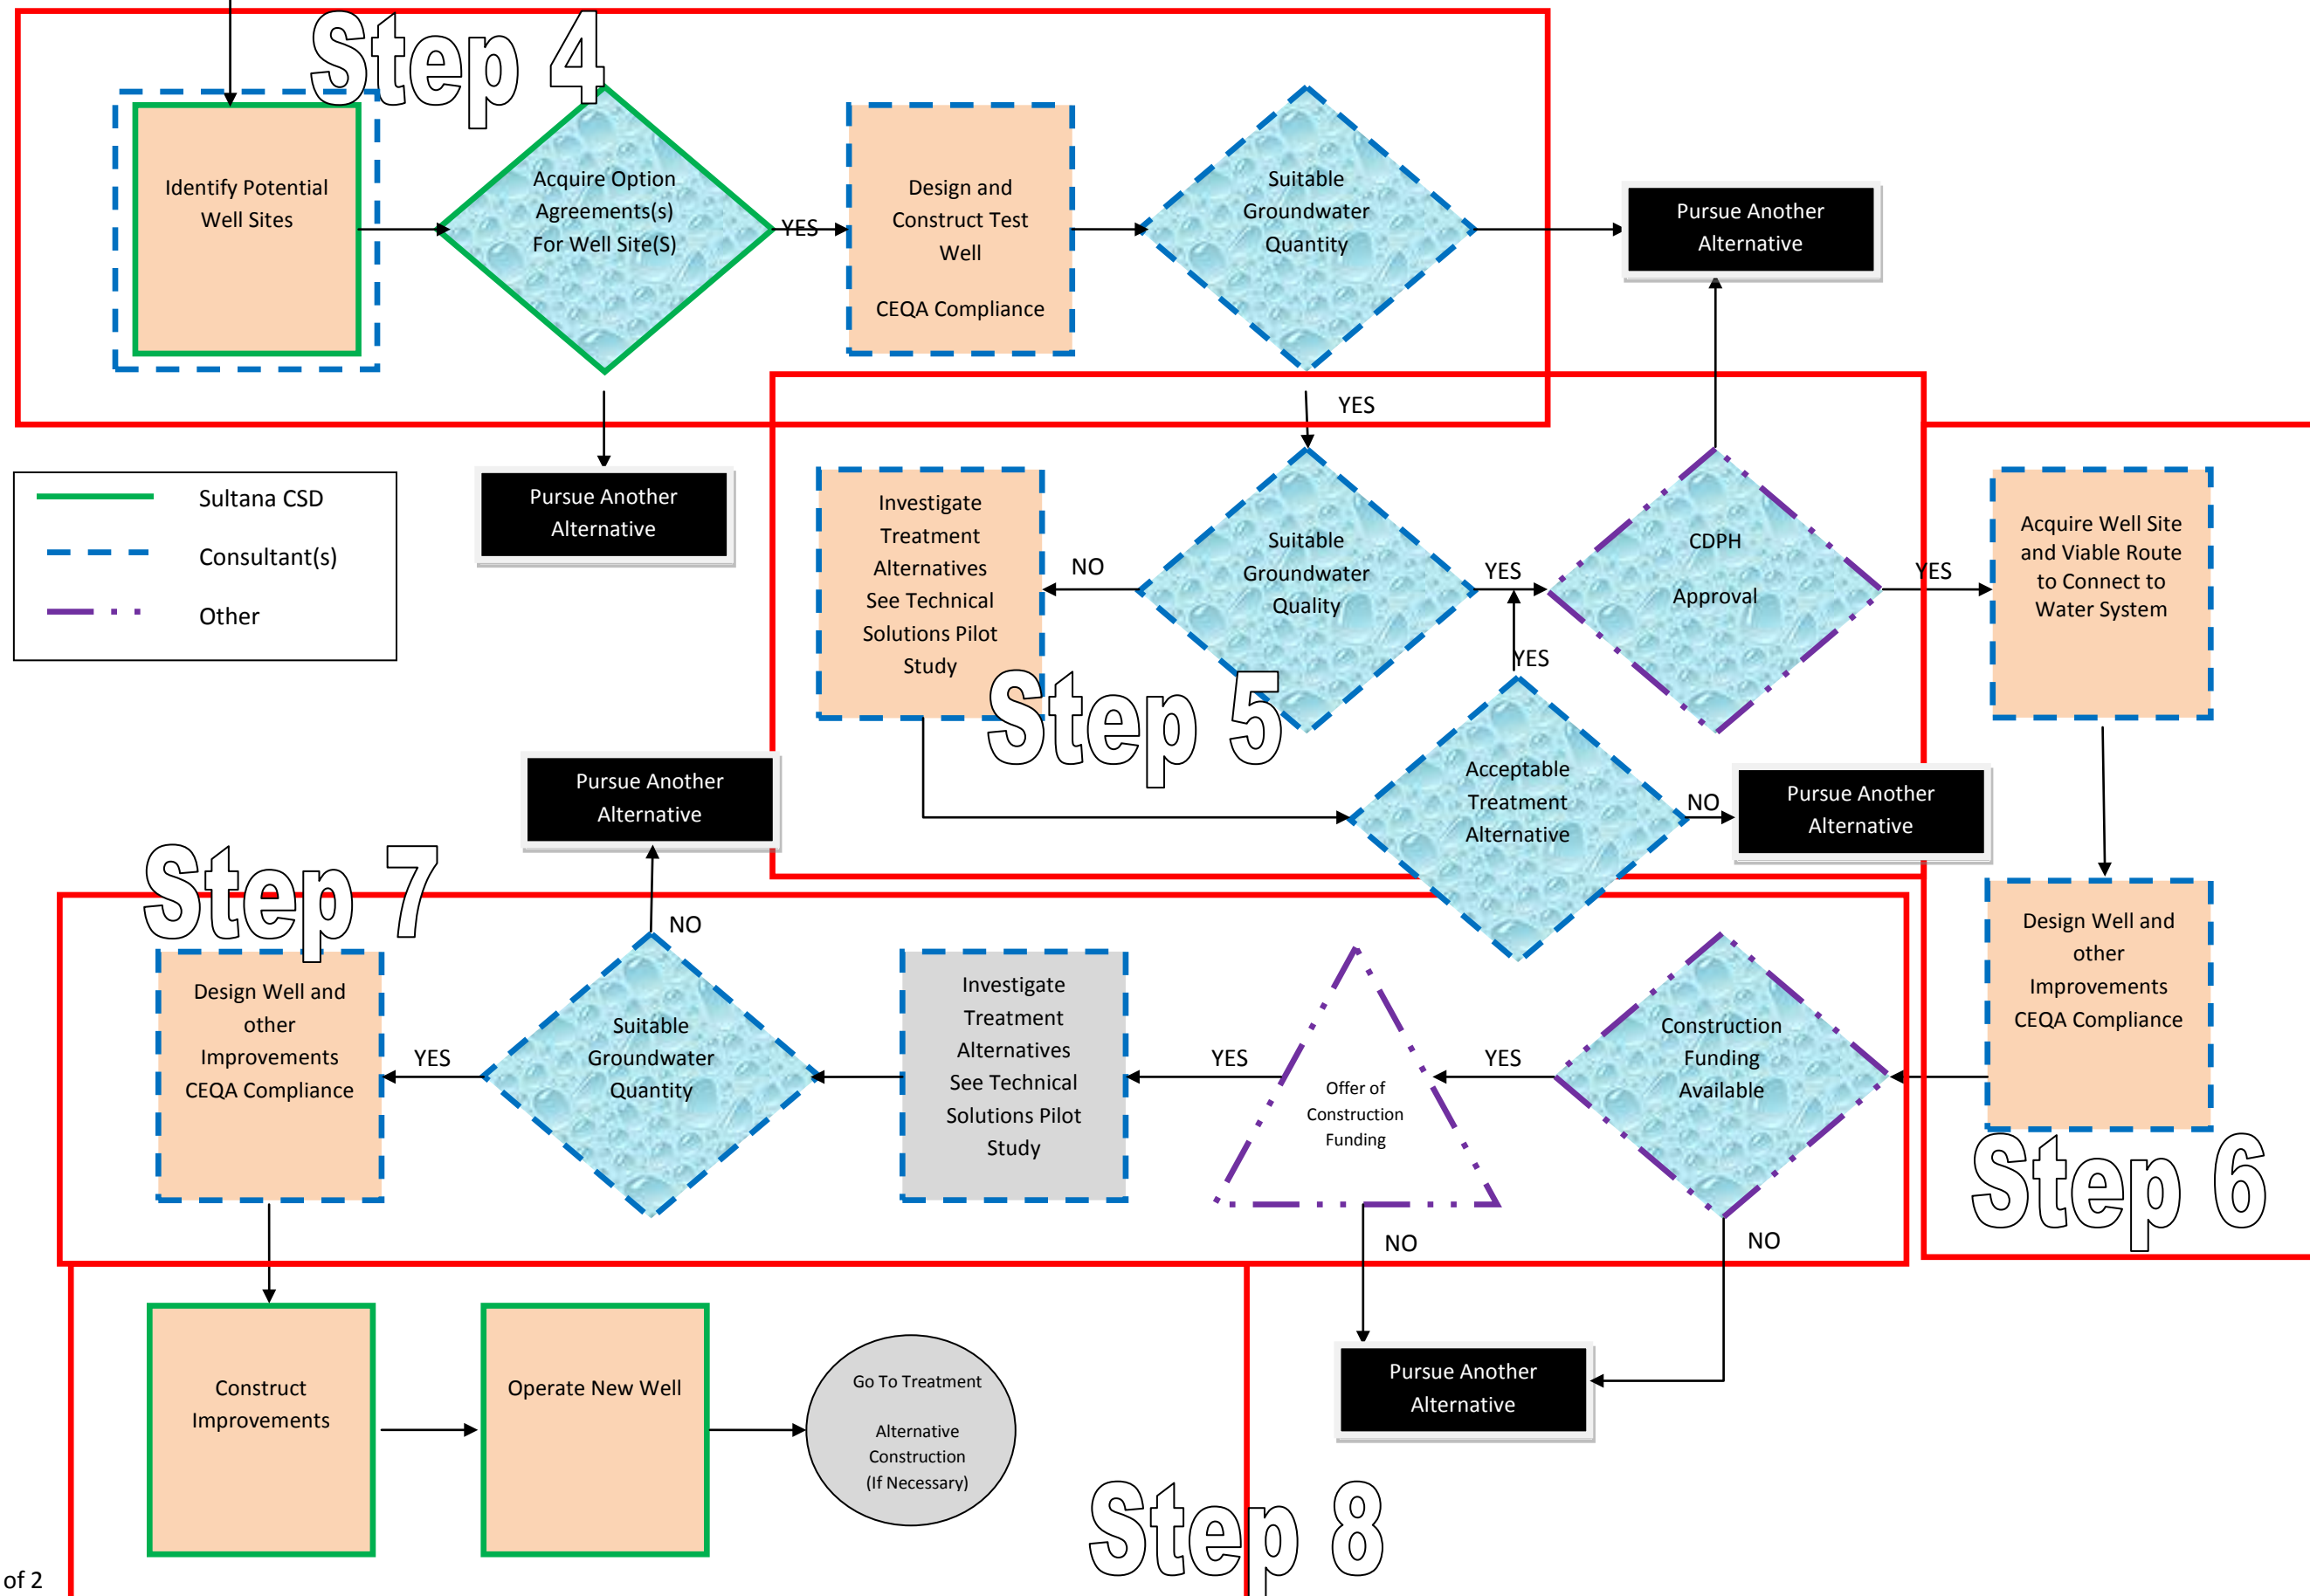 Step 4
Identify Potential
Well Sites
Acquire Option
Agreements(s)
For Well Site(S)
YES
Design and
Construct Test
Well
CEQA Compliance
Suitable
Groundwater
Quantity
Pursue Another
Alternative
YES
Sultana CSD
Consultant(s)
Other
Pursue Another
Alternative
Investigate
Treatment
Alternatives
See Technical
Solutions Pilot
Study
NO
Suitable
Groundwater
Quality
YES
CDPH
Approval
YES
Acquire Well Site
and Viable Route
to Connect to
Water System
Step 5
YES
Acceptable
Treatment
Alternative
NO
Pursue Another
Alternative
Pursue Another
Alternative
Step 7
NO
Design Well and
other
Improvements
CEQA Compliance
YES
Suitable
Groundwater
Quantity
Investigate
Treatment
Alternatives
See Technical
Solutions Pilot
Study
YES
Offer of
Construction
Funding
YES
Construction
Funding
Available
Design Well and
other
Improvements
CEQA Compliance
Step 6
NO
NO
Construct
Improvements
Operate New Well
Go To Treatment
Alternative
Construction
(If Necessary)
Pursue Another
Alternative
Step 8
of 2